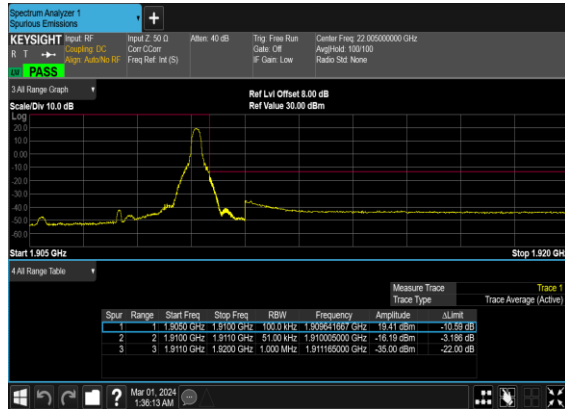 Spectrum Analyzer 1
Spurious Emissions
KEYSIGHT Input: RF Input Z: 50 Ω Atten: 40 dB Trig: Free Run Center Freq: 22.005000000 GHz
R T Coupling: DC Corr CCorr Gate: Off Avg|Hold: 100/100
Align: Auto/No RF Freq Ref: Int (S) IF Gain: Low Radio Std: None
PASS
3 All Range Graph
Ref Lvl Offset 8.00 dB
Scale/Div 10.0 dB Ref Value 30.00 dBm
Log
20.0
10.0
0.00
-10.0
-20.0
-30.0
-40.0
-50.0
-60.0
Start 1.905 GHz Stop 1.920 GH
4 All Range Table
Measure Trace Trace 1
Trace Type Trace Average (Active)
Spur Range Start Freq Stop Freq RBW Frequency Amplitude ΔLimit
1 1 1.9050 GHz 1.9100 GHz 100.0 kHz 1.909641667 GHz 19.41 dBm -10.59 dB
2 2 1.9100 GHz 1.9110 GHz 51.00 kHz 1.910005000 GHz -16.19 dBm -3.186 dB
3 3 1.9110 GHz 1.9200 GHz 1.000 MHz 1.911165000 GHz -35.00 dBm -22.00 dB
? Mar 01, 2024
1:36:13 AM